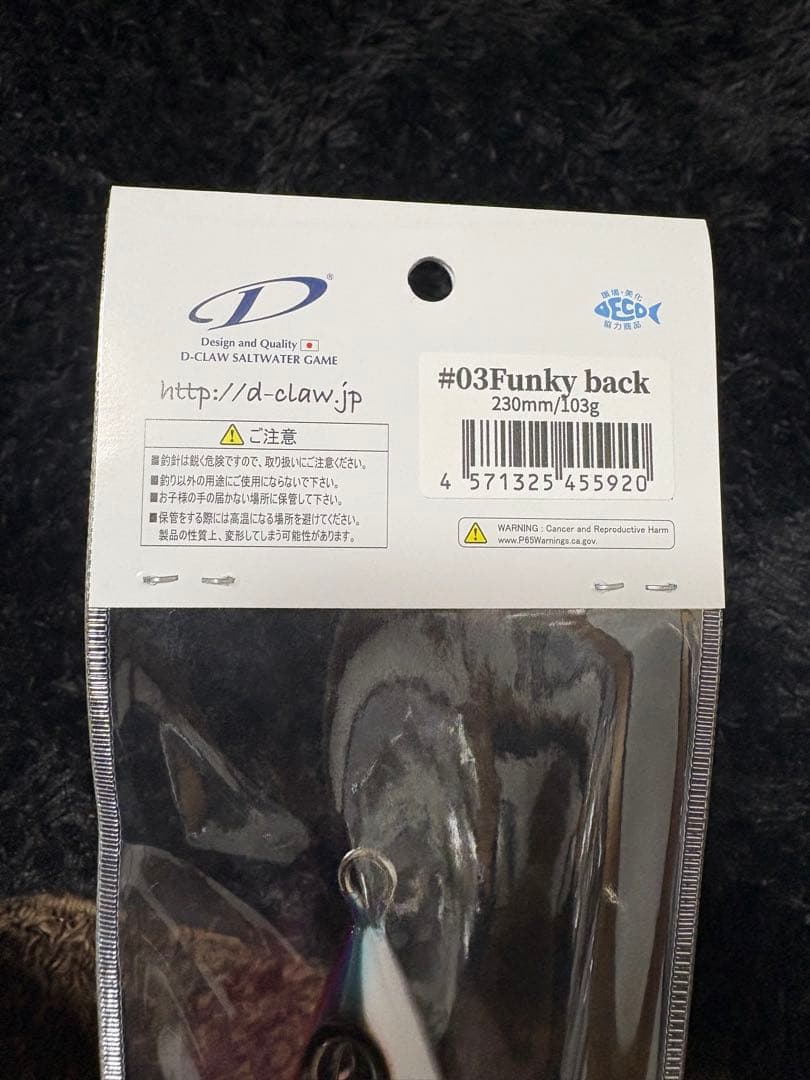 D®
Design and Quality
D-CLAW SALTWATER GAME
http://d-claw.jp
ご注意
■釣針は鋭く危険ですので、取り扱いにご注意ください。
■釣り以外の用途にご使用にならないで下さい。
■お子様の手の届かない場所に保管して下さい。
■保管をする際には高温になる場所を避けてください。
製品の性質上、変形してしまう可能性があります。
環境・美化
ECO
協力商品
#03Funky back
230mm/103g
4 571325 455920
WARNING : Cancer and Reproductive Harm
www.P65Warnings.ca.gov.